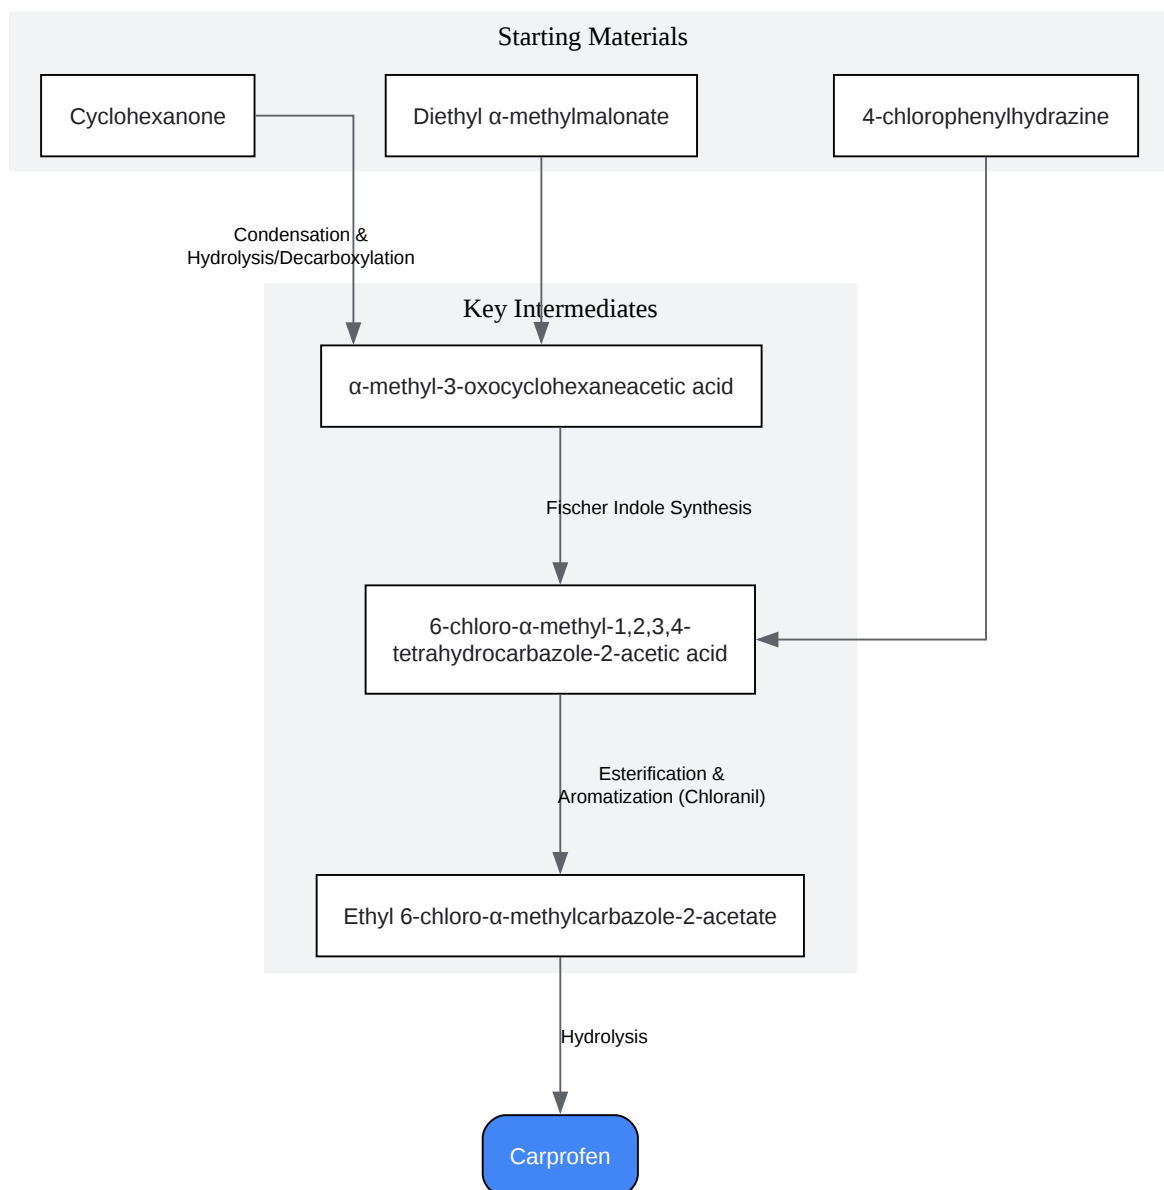 Starting Materials
Cyclohexanone
Diethyl α-methylmalonate
4-chlorophenylhydrazine
Condensation &
Hydrolysis/Decarboxylation
Key Intermediates
α-methyl-3-oxocyclohexaneacetic acid
Fischer Indole Synthesis
6-chloro-α-methyl-1,2,3,4-
tetrahydrocarbazole-2-acetic acid
Esterification &
Aromatization (Chloranil)
Ethyl 6-chloro-α-methylcarbazole-2-acetate
Hydrolysis
Carprofen